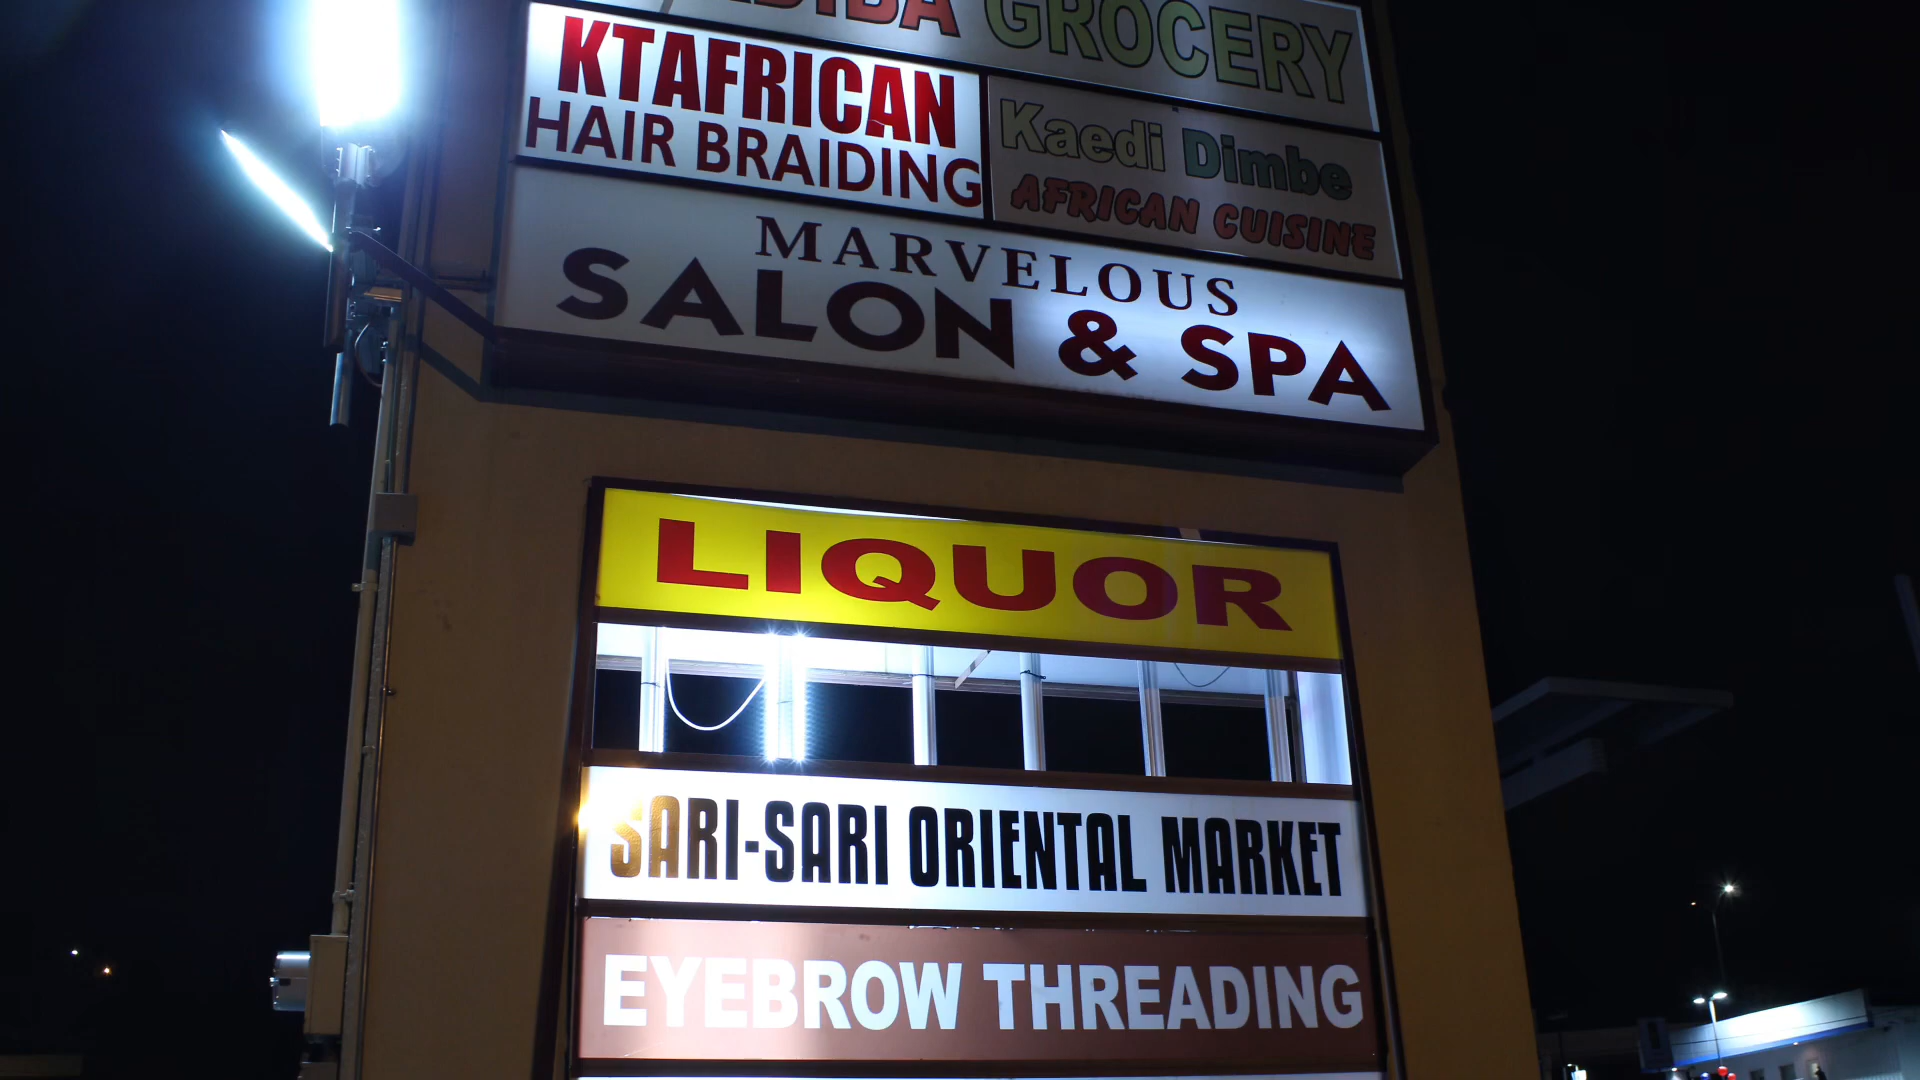 GROCERY
KTAFRICAN
HAIR BRAIDING
Kaedi Dimbe
AFRICAN CUISINE
MARVELOUS
SALON & SPA
LIQUOR
SARI-SARI ORIENTAL MARKET
EYEBROW THREADING